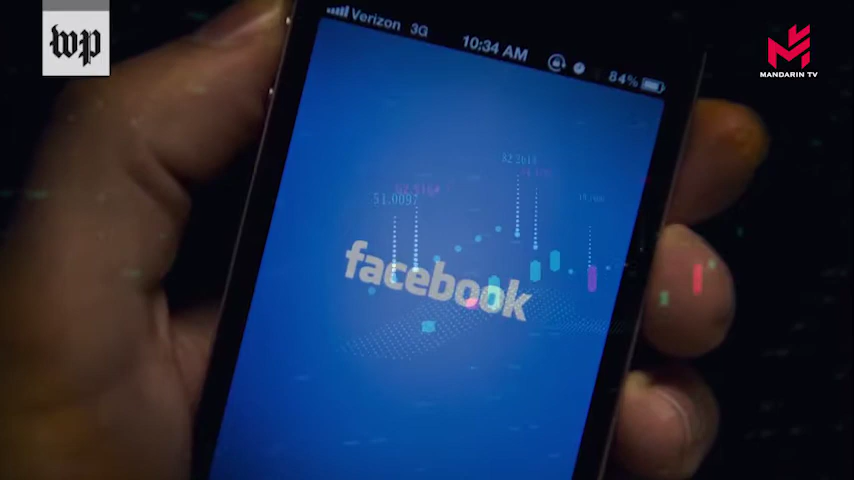 wp
MANDARIN TV
Verizon 3G
10:34 AM
84%
51.0097
facebook